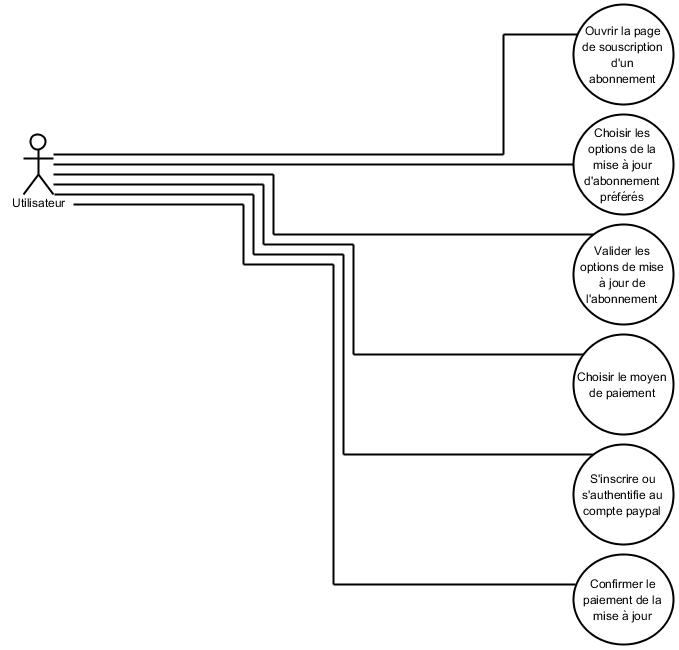 Ouvrir la page
de souscription
d'un
abonnement
Choisir les
options de la
mise à jour
d'abonnement
préférés
Utilisateur
Valider les
options de mise
à jour de
l'abonnement
Choisir le moyen
de paiement
S'inscrire ou
s'authentifie au
compte paypal
Confirmer le
paiement de la
mise à jour